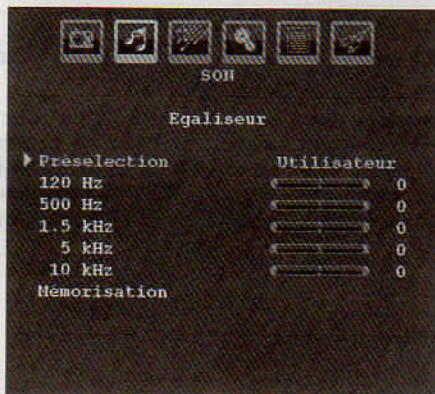 SON
Egaliseur
Préselection Utilisateur
120 Hz 0
500 Hz 0
1.5 kHz 0
5 kHz 0
10 kHz 0
Mémorisation